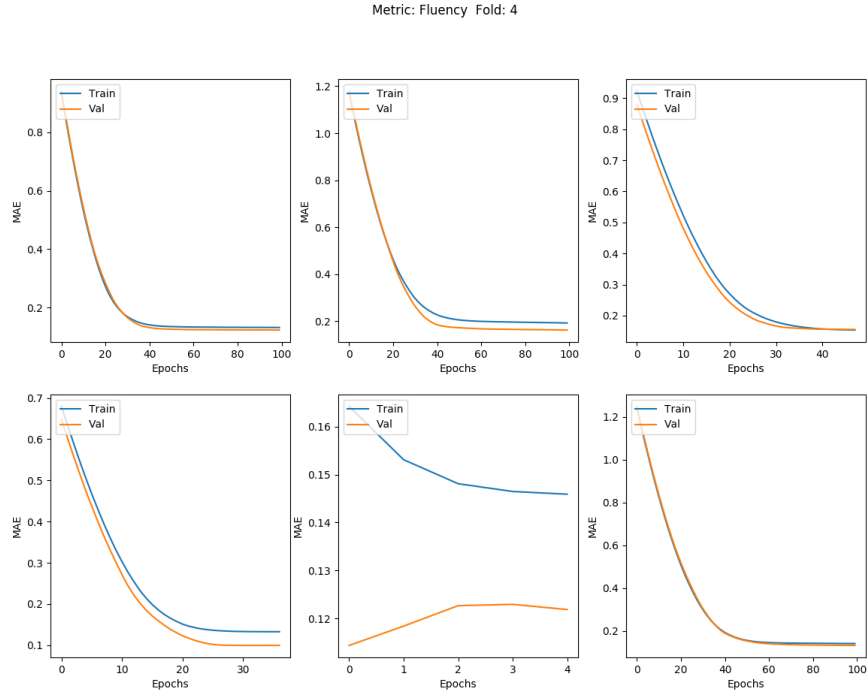 Metric: Fluency Fold: 4
Train
Val
0.8
0.6
0.4
0.2
MAE
0 20 40 60 80 100
Epochs
Train
Val
1.2
1.0
0.8
0.6
0.4
0.2
MAE
0 20 40 60 80 100
Epochs
Train
Val
0.9
0.8
0.7
0.6
0.5
0.4
0.3
0.2
MAE
0 10 20 30 40
Epochs
Train
Val
0.7
0.6
0.5
0.4
0.3
0.2
0.1
MAE
0 10 20 30
Epochs
Train
Val
0.16
0.15
0.14
0.13
0.12
MAE
0 1 2 3 4
Epochs
Train
Val
1.2
1.0
0.8
0.6
0.4
0.2
MAE
0 20 40 60 80 100
Epochs